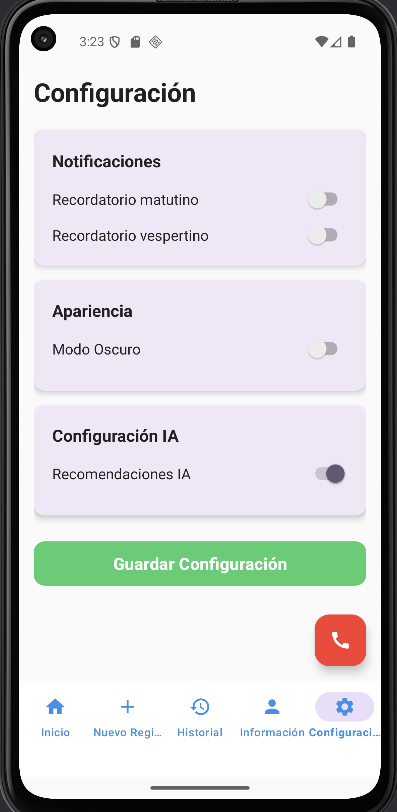 3:23
Configuración
Notificaciones
Recordatorio matutino
Recordatorio vespertino
Apariencia
Modo Oscuro
Configuración IA
Recomendaciones IA
Guardar Configuración
Inicio Nuevo Regi... Historial Información Configuraci...